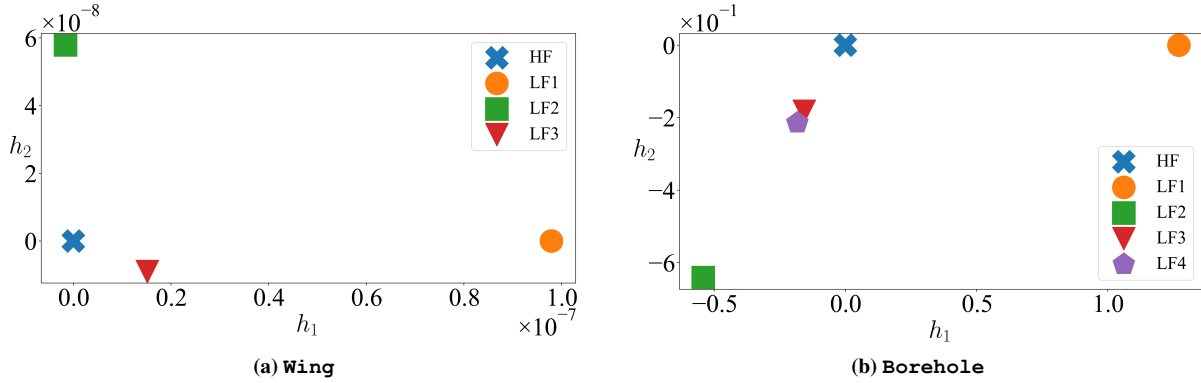 ×10⁻⁸
6
4
h₂
2
0
0.0 0.2 0.4 0.6 0.8 1.0
×10⁻⁷
h₁
HF
LF1
LF2
LF3
(a) Wing
×10⁻¹
0
−2
h₂
−4
−6
−0.5 0.0 0.5 1.0
h₁
HF
LF1
LF2
LF3
LF4
(b) Borehole